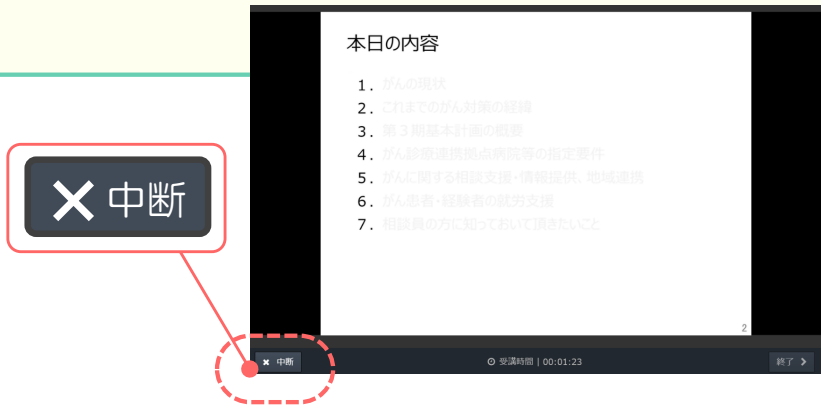 本日の内容
1. がんの現状
2. これまでのがん対策の経緯
3. 第3期基本計画の概要
4. がん診療連携拠点病院等の指定要件
5. がんに関する相談支援・情報提供、地域連携
6. がん患者・経験者の就労支援
7. 相談員の方に知っておいて頂きたいこと
2
× 中断
× 中断
受講時間 | 00:01:23
終了 >